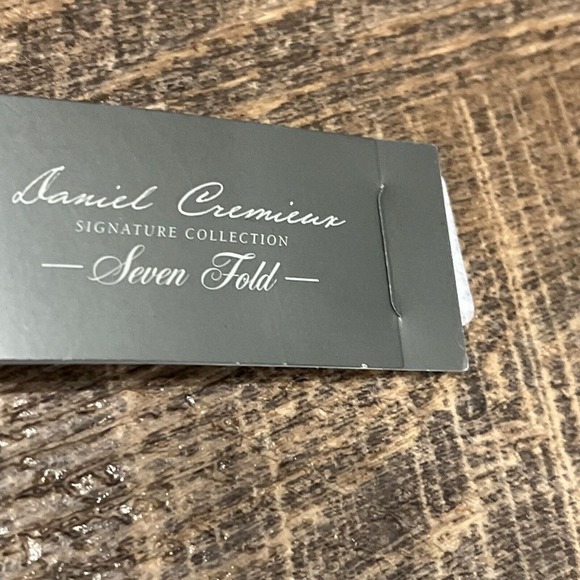 Daniel Cremieux
SIGNATURE COLLECTION
Seven Fold